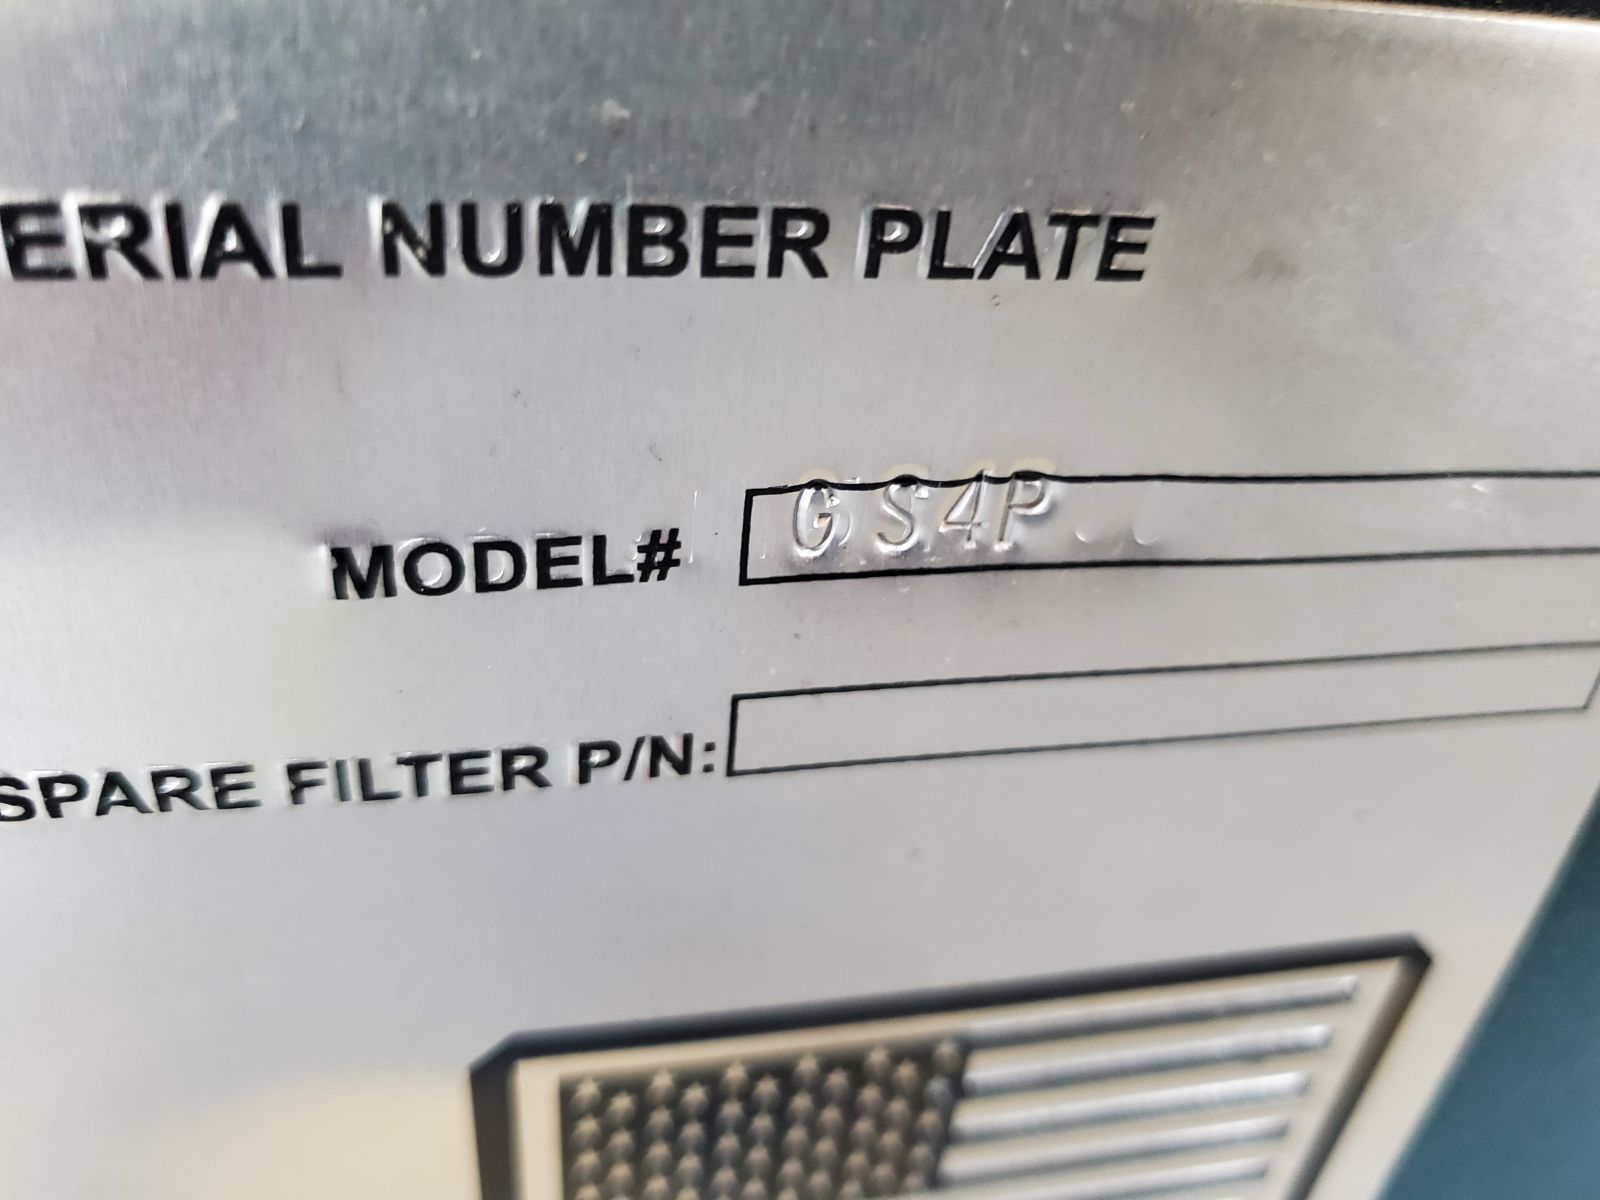 ERIAL NUMBER PLATE
MODEL# GS4P
SPARE FILTER P/N: